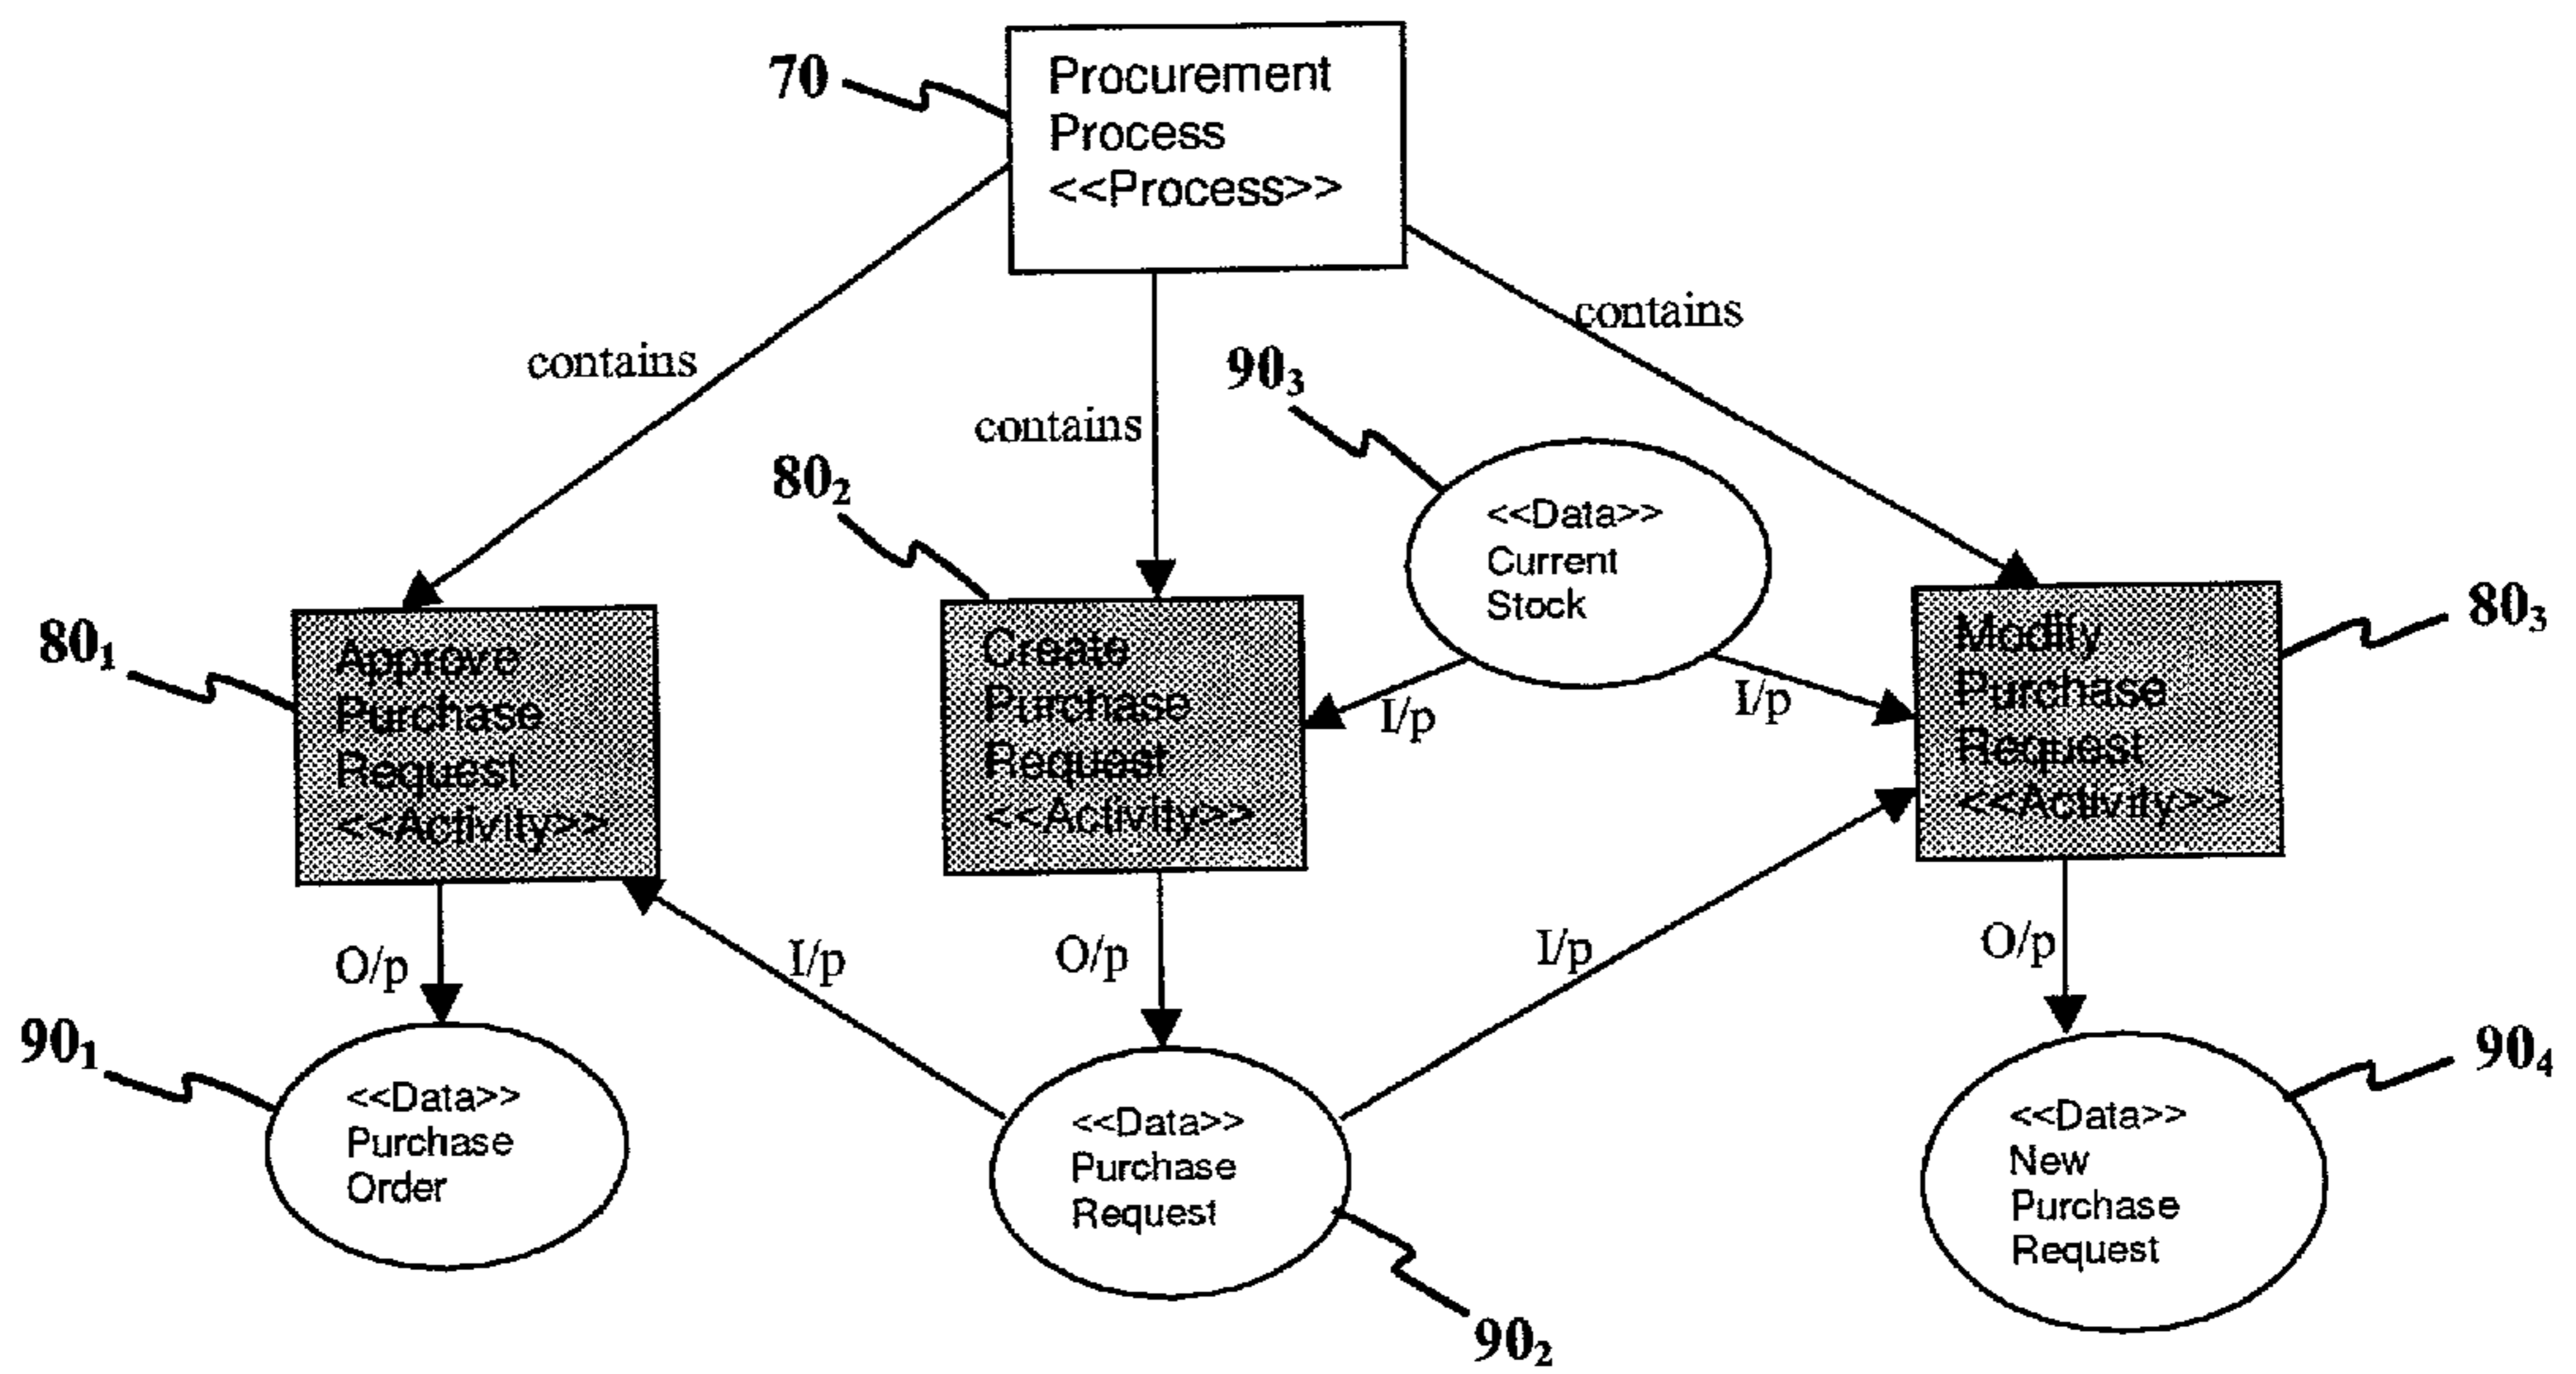 70
Procurement
Process
<<Process>>
contains
contains
contains
90₃
80₂
<<Data>>
Current
Stock
80₁
Approve
Purchase
Request
<<Activity>>
Create
Purchase
Request
<<Activity>>
I/p
I/p
Modify
Purchase
Request
<<Activity>>
80₃
O/p
I/p
O/p
I/p
O/p
90₁
<<Data>>
Purchase
Order
<<Data>>
Purchase
Request
90₂
<<Data>>
New
Purchase
Request
90₄